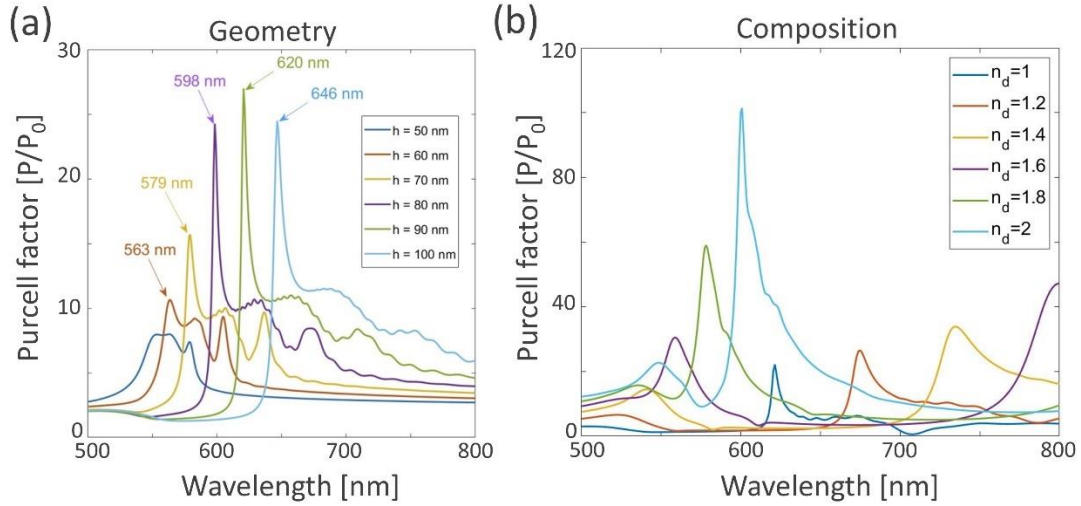 (a)
Geometry
Purcell factor [P/P0]
30
20
10
0
563 nm
579 nm
598 nm
620 nm
646 nm
h = 50 nm
h = 60 nm
h = 70 nm
h = 80 nm
h = 90 nm
h = 100 nm
500
600
700
800
Wavelength [nm]
(b)
Composition
Purcell factor [P/P0]
120
80
40
0
nd=1
nd=1.2
nd=1.4
nd=1.6
nd=1.8
nd=2
500
600
700
800
Wavelength [nm]